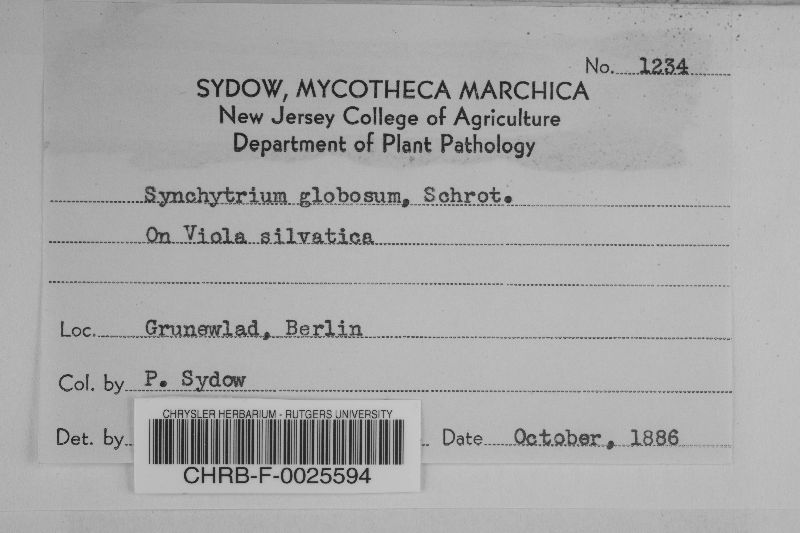 No. 1234
SYDOW, MYCOTHECA MARCHICA
New Jersey College of Agriculture
Department of Plant Pathology
Synchytrium globosum, Schrot.
On Viola silvatica
Loc. Grunewlad, Berlin
Col. by P. Sydow
Det. by
Date October, 1886
CHRYSLER HERBARIUM - RUTGERS UNIVERSITY
CHRB-F-0025594